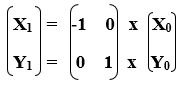 X1 = -1 0 x X0
Y1 = 0 1 x Y0